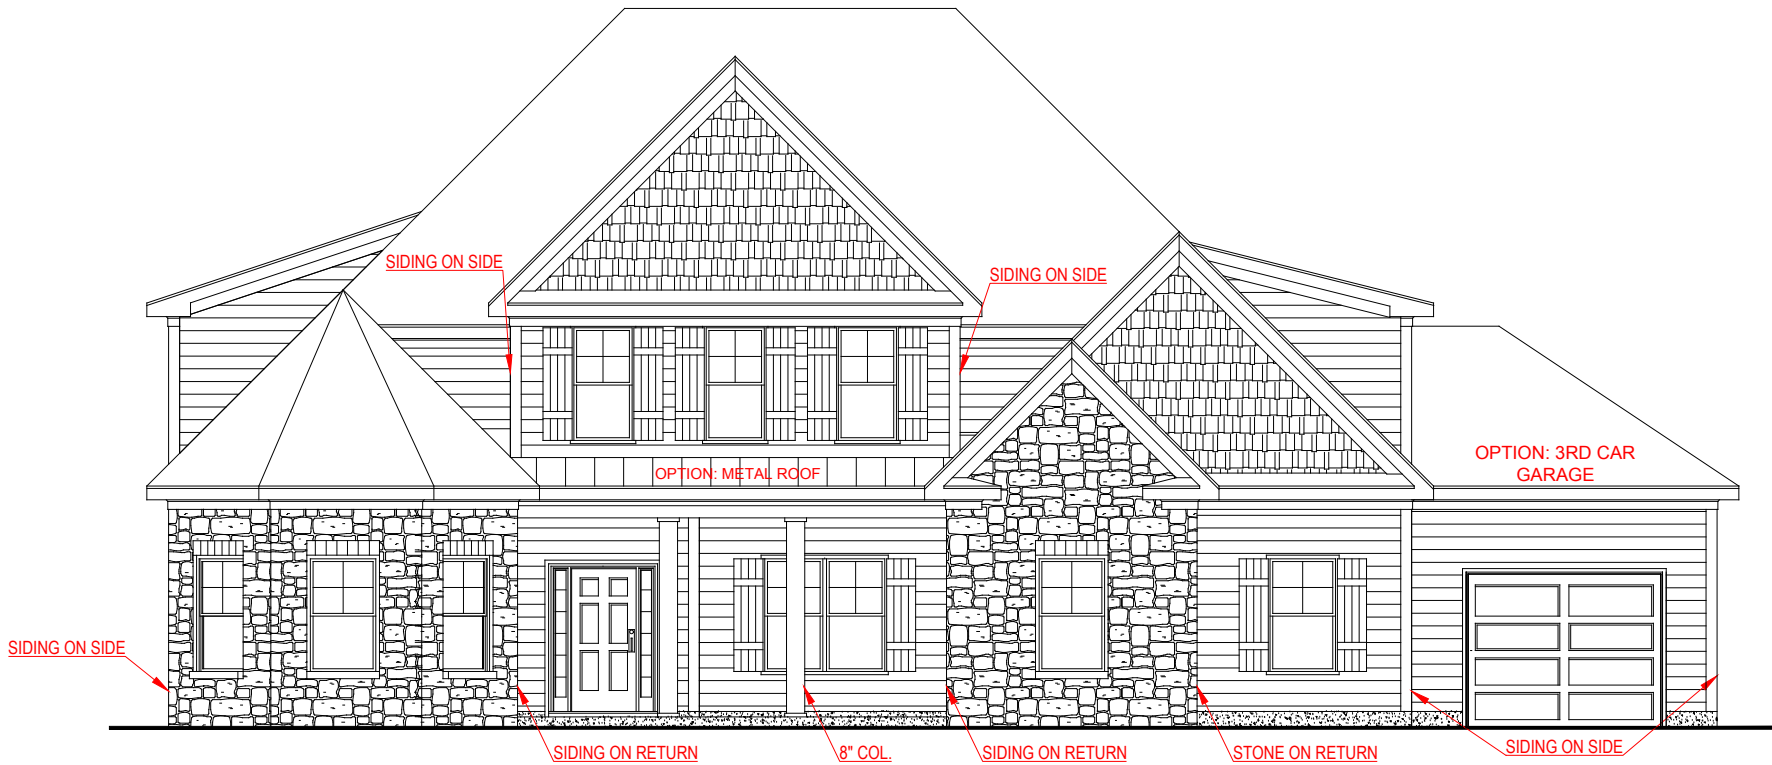 SIDING ON SIDE
SIDING ON SIDE
OPTION: METAL ROOF
OPTION: 3RD CAR
GARAGE
SIDING ON SIDE
SIDING ON RETURN
8" COL.
SIDING ON RETURN
STONE ON RETURN
SIDING ON SIDE